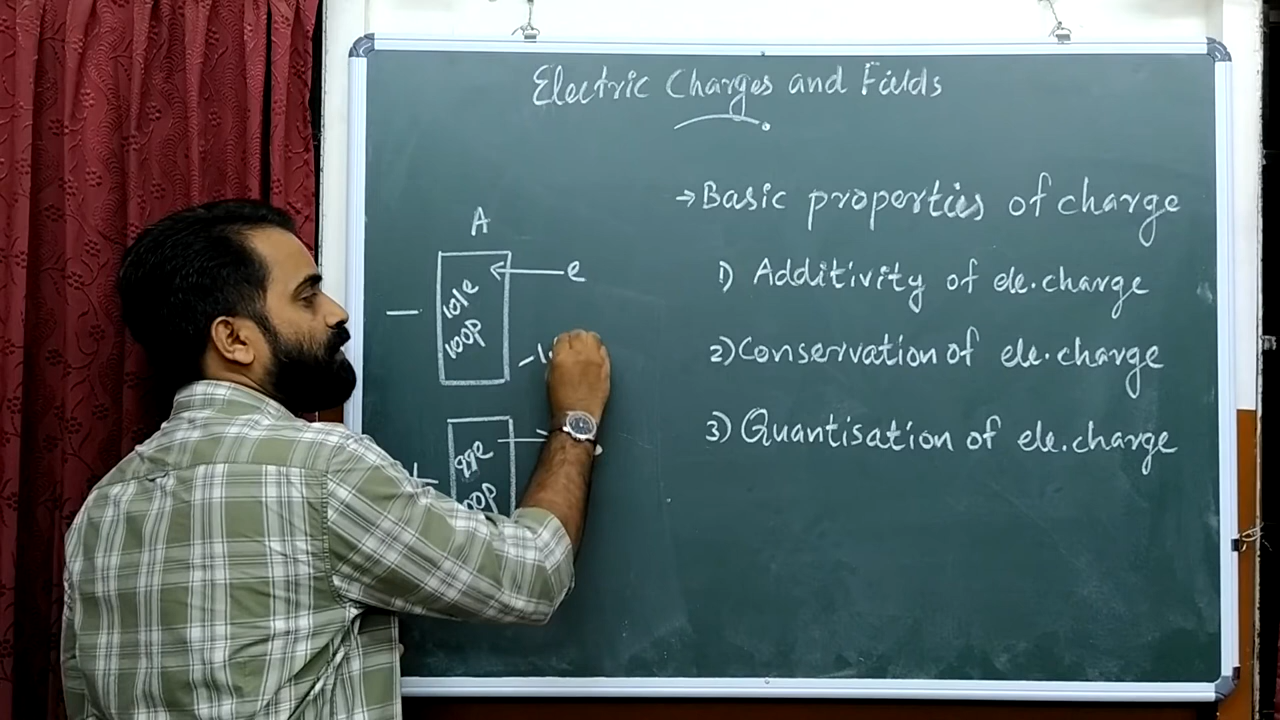 Electric Charges and Fields
→ Basic properties of charge
1) Additivity of ele.charge
2) Conservation of ele.charge
3) Quantisation of ele.charge
A
e
101e
100p
–
-1
99e
+